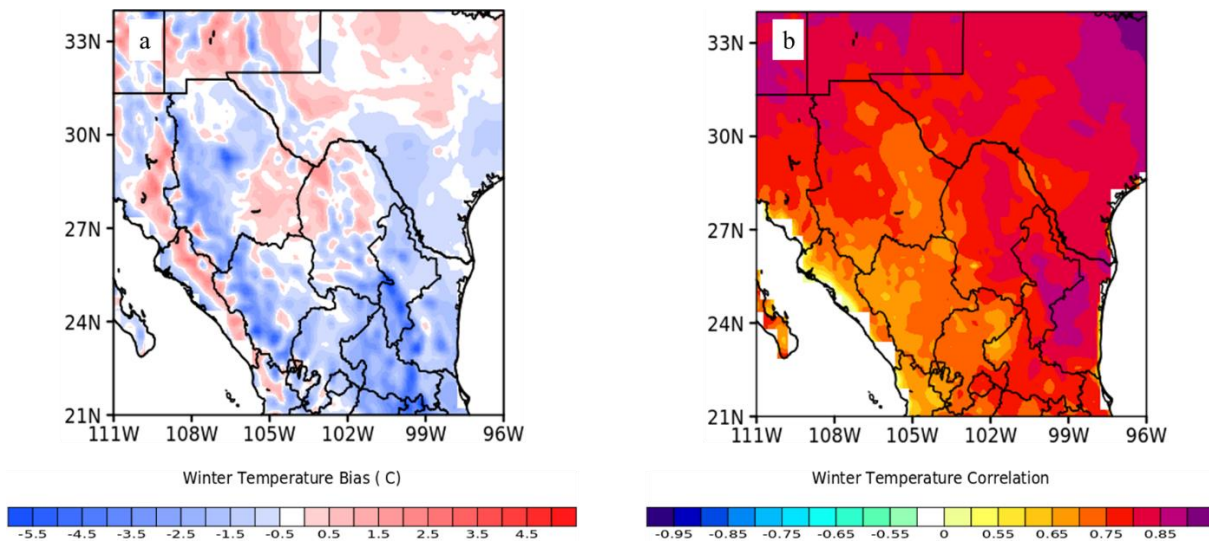 a
b
33N
30N
27N
24N
21N
111W 108W 105W 102W 99W 96W
33N
30N
27N
24N
21N
111W 108W 105W 102W 99W 96W
Winter Temperature Bias ( C)
-5.5 -3.5 -2.5 -1.5 -0.5 0.5 1.5 2.5 3.5 4.5
Winter Temperature Correlation
-0.95 -0.85 -0.75 -0.65 -0.55 0 0.55 0.65 0.75 0.85